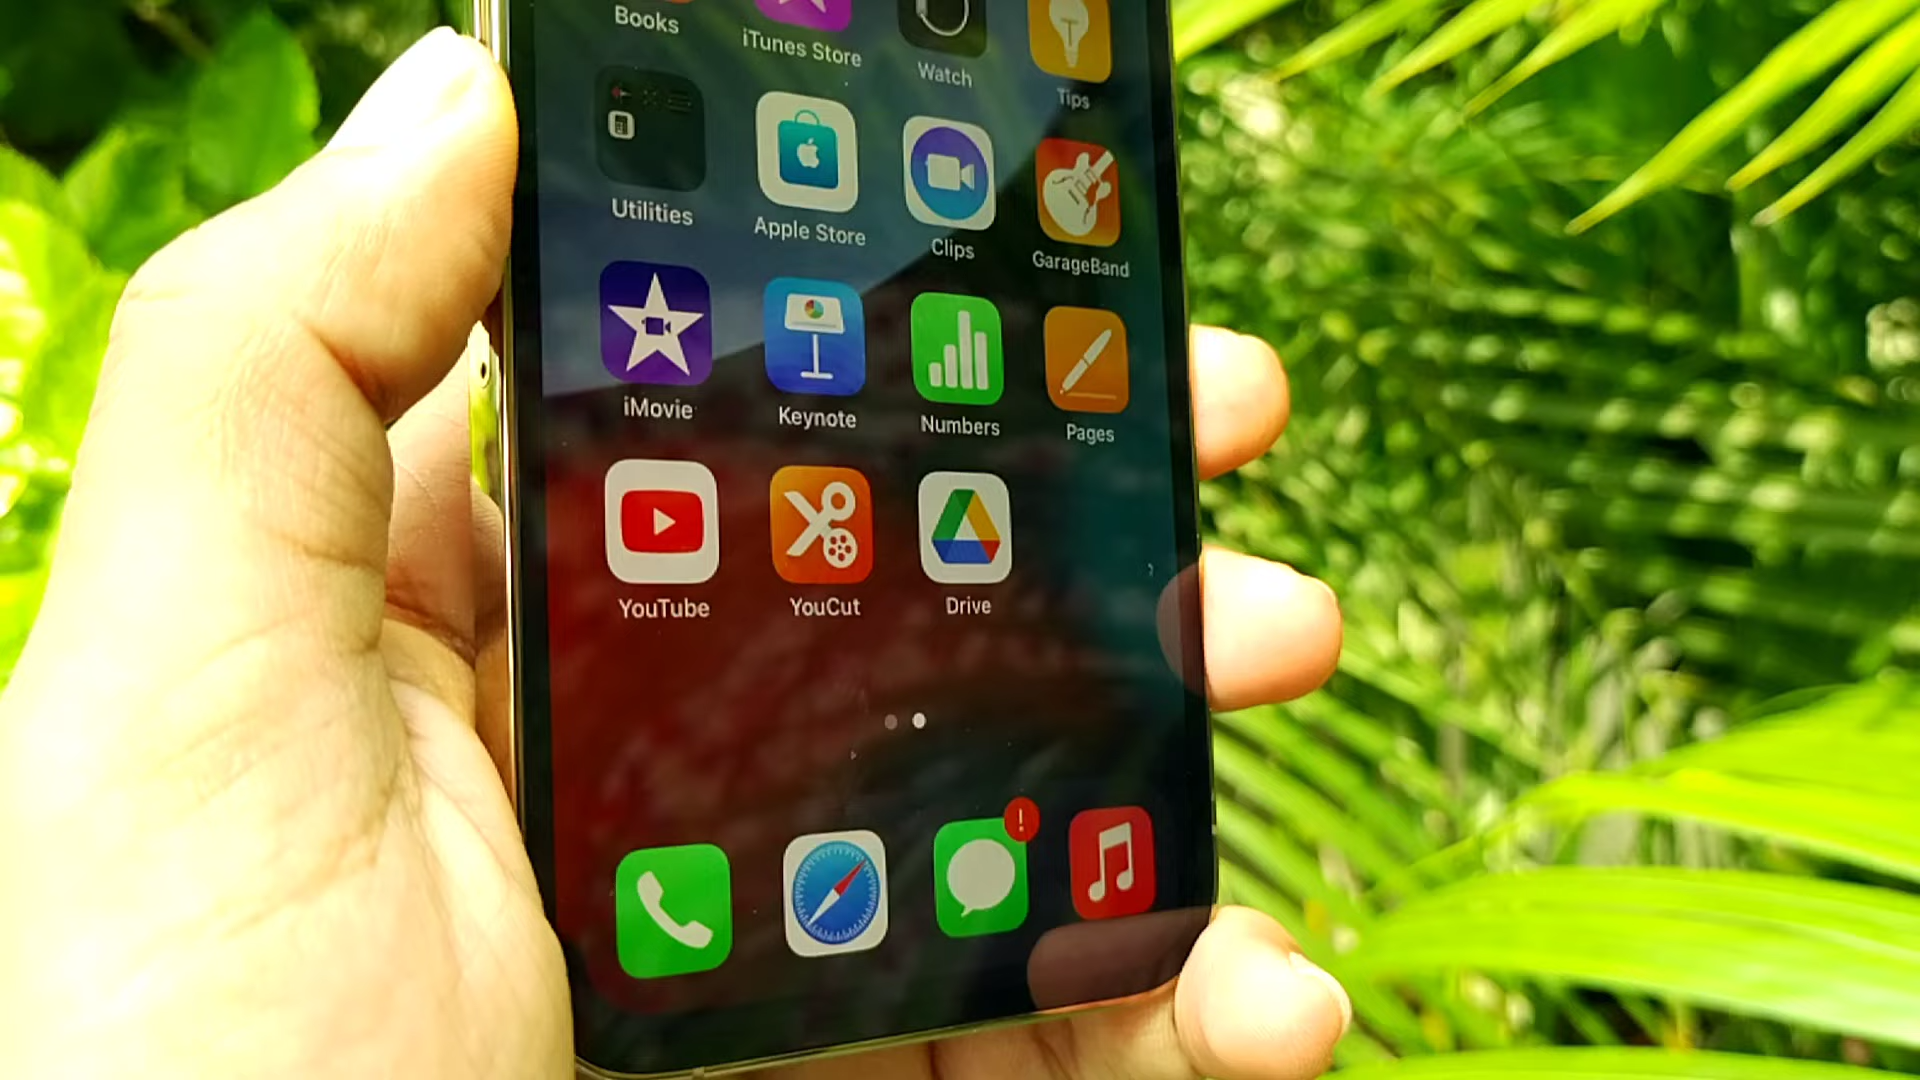 Books
iTunes Store
Watch
Tips
Utilities
Apple Store
Clips
GarageBand
iMovie
Keynote
Numbers
Pages
YouTube
YouCut
Drive
!